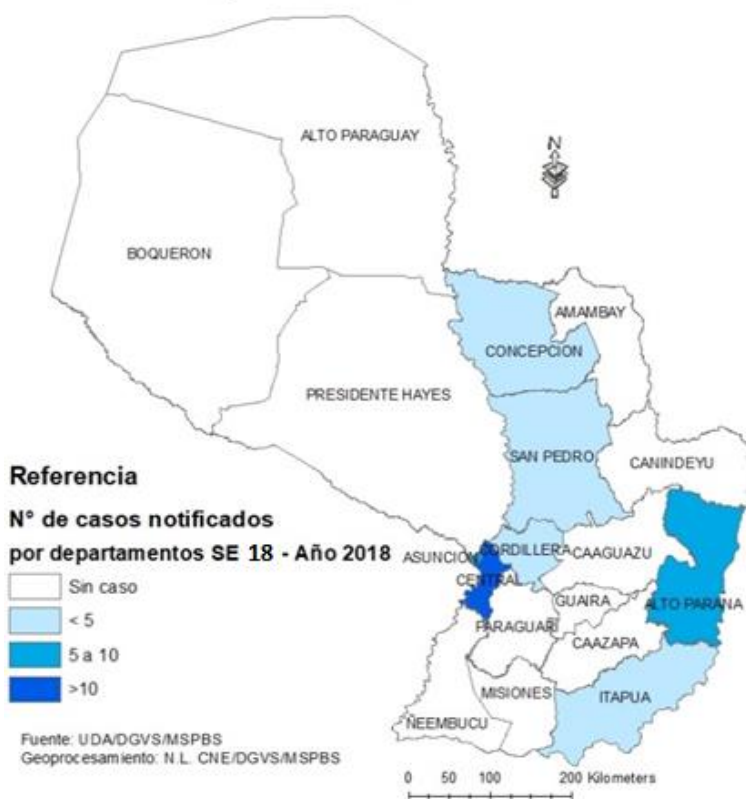 ALTO PARAGUAY
N
BOQUERON
AMAMBAY
CONCEPCION
PRESIDENTE HAYES
SAN PEDRO
CANINDEYU
Referencia
N° de casos notificados
por departamentos SE 18 - Año 2018
Sin caso
< 5
5 a 10
>10
ASUNCION
CORDILLERA
CAAGUAZU
CENTRAL
GUAIRA
ALTO PARANA
PARAGUARI
CAAZAPA
MISIONES
ITAPUA
ÑEEMBUCU
Fuente: UDA/DGVS/MSPBS
Geoprocesamiento: N.L. CNE/DGVS/MSPBS
0 50 100 200 Kilometers